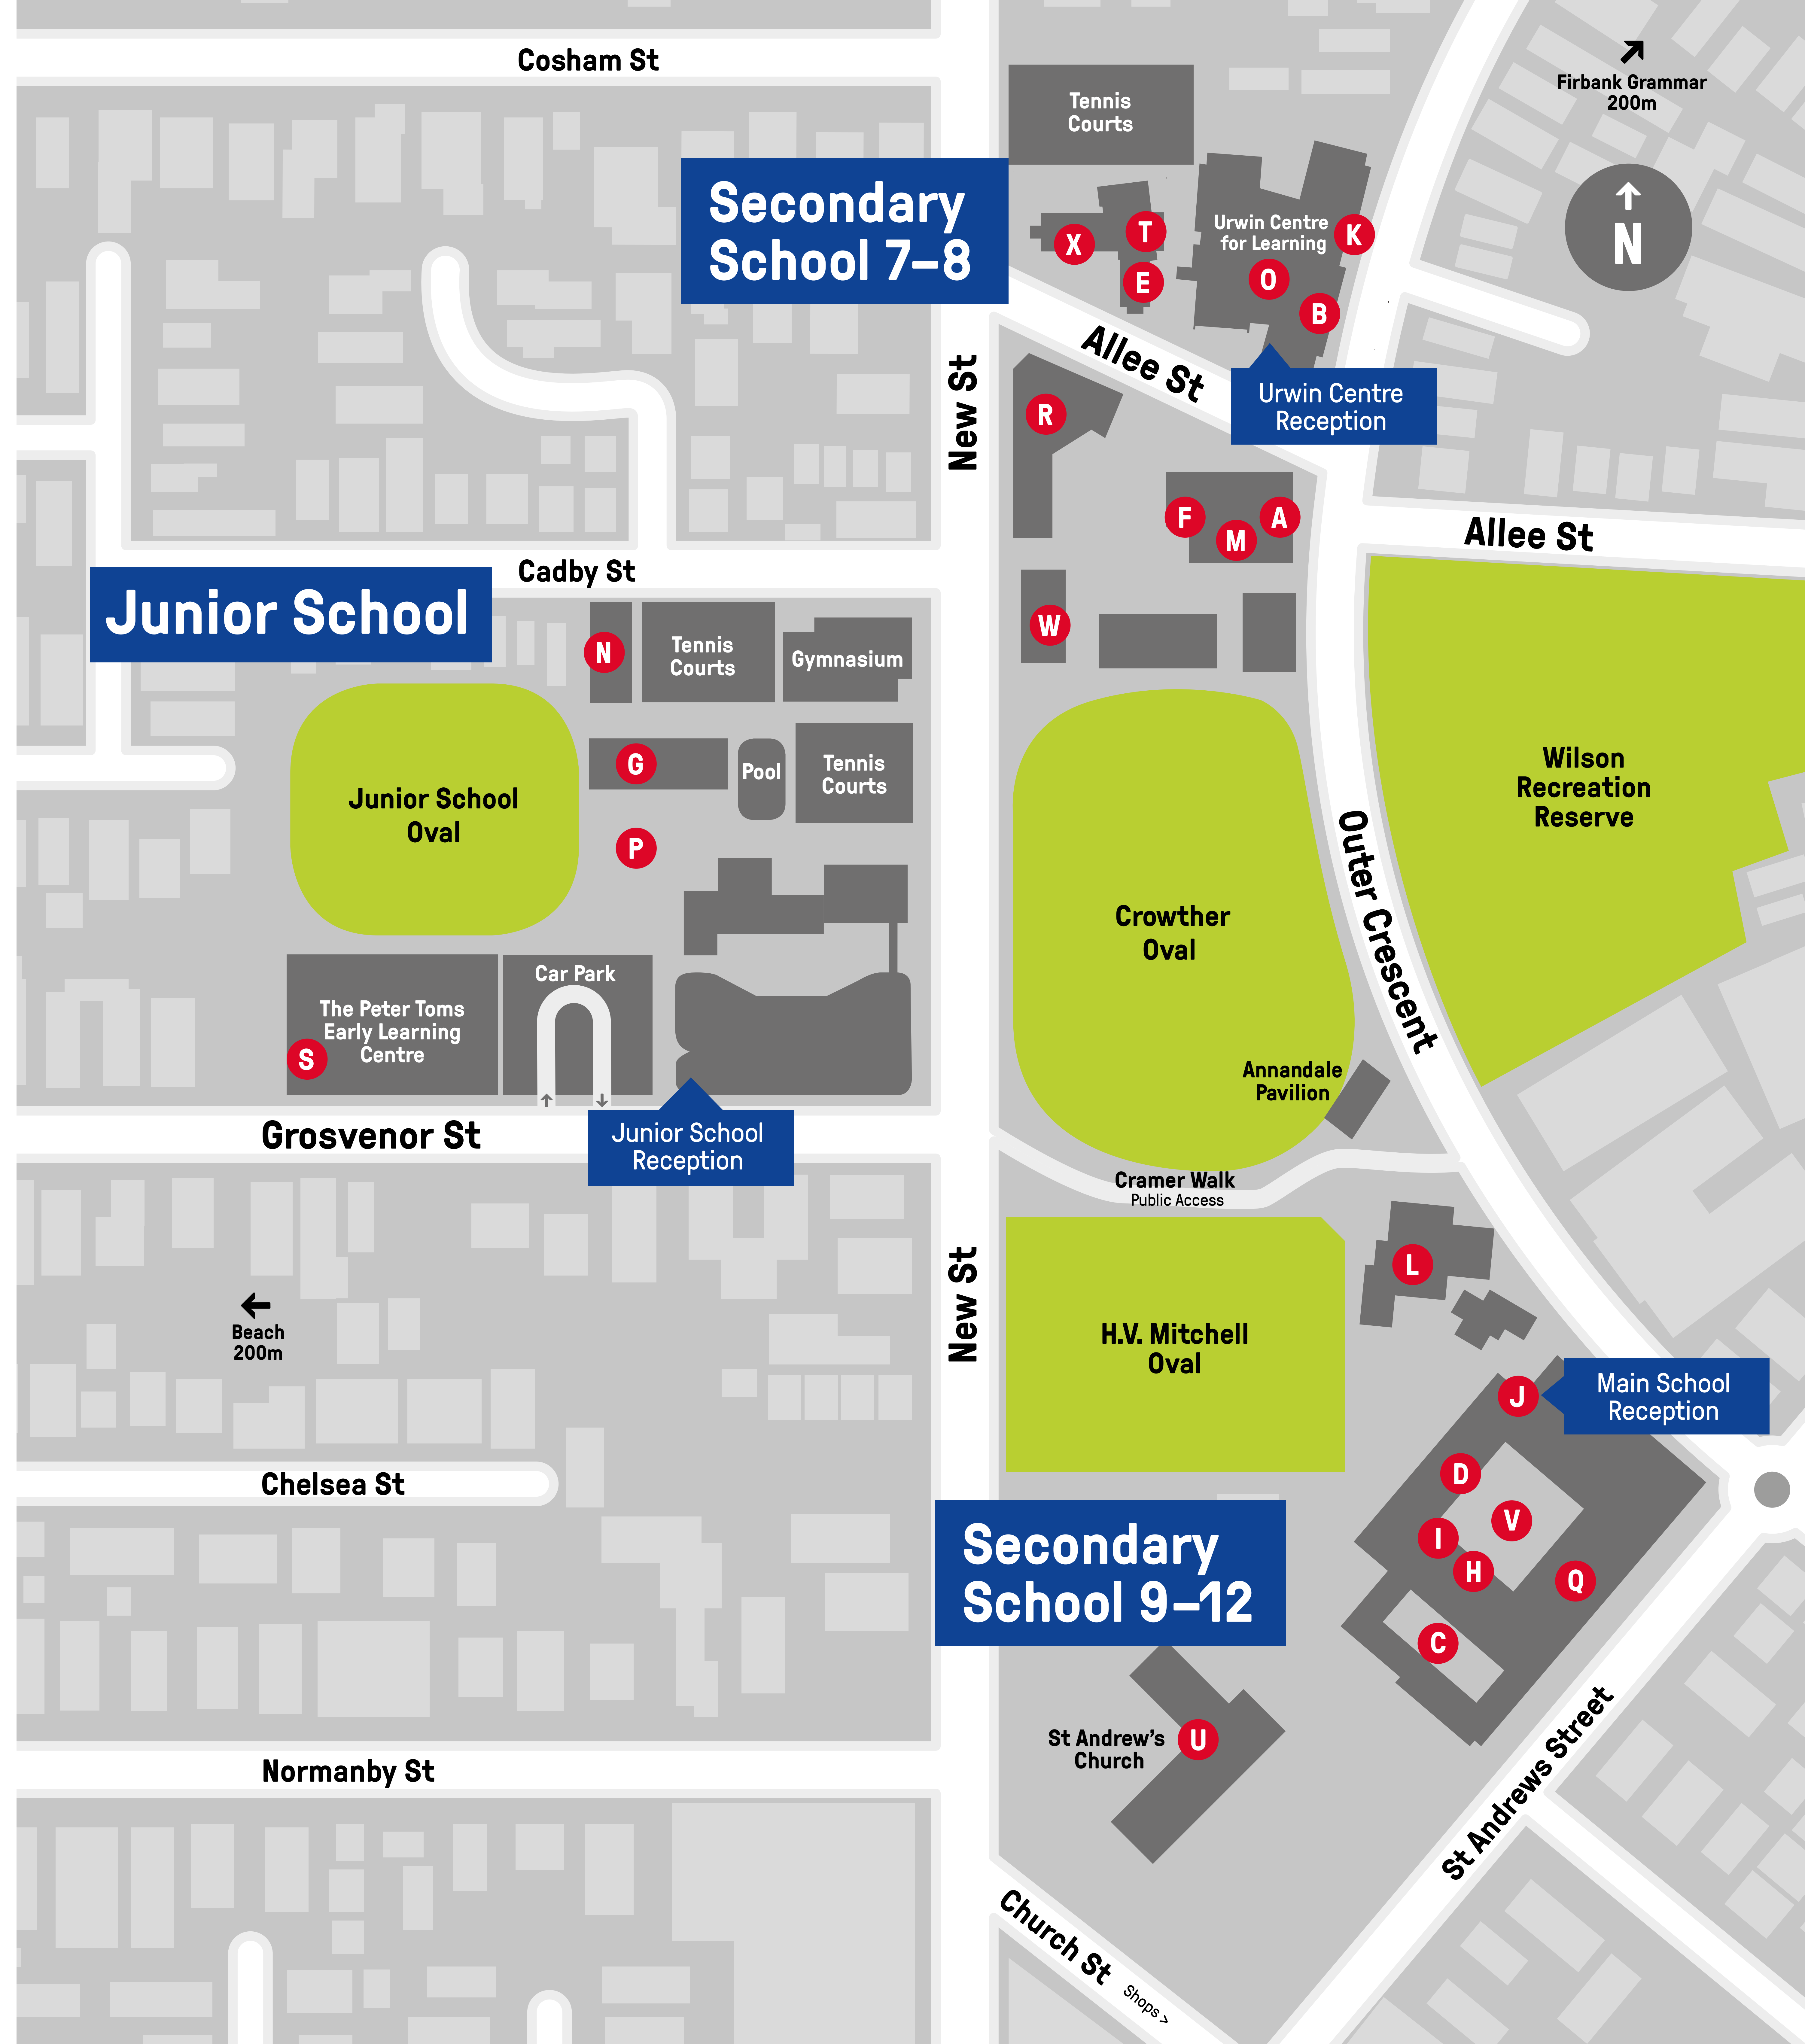 Cosham St
Firbank Grammar
200m
N
Tennis
Courts
Secondary
School 7–8
X
T
E
Urwin Centre
for Learning
K
O
B
Allee St
Urwin Centre
Reception
New St
R
F
M
A
Allee St
Cadby St
Junior School
N
Tennis
Courts
Gymnasium
W
G
Pool
Tennis
Courts
P
Junior School
Oval
Wilson
Recreation
Reserve
Outer Crescent
Crowther
Oval
Car Park
The Peter Toms
Early Learning
Centre
S
Annandale
Pavilion
Grosvenor St
Junior School
Reception
Cramer Walk
Public Access
L
New St
Beach
200m
H.V. Mitchell
Oval
Main School
Reception
J
D
V
I
H
Q
C
Chelsea St
Secondary
School 9–12
St Andrew's
Church
U
Normanby St
St Andrews Street
Church St
Shops >